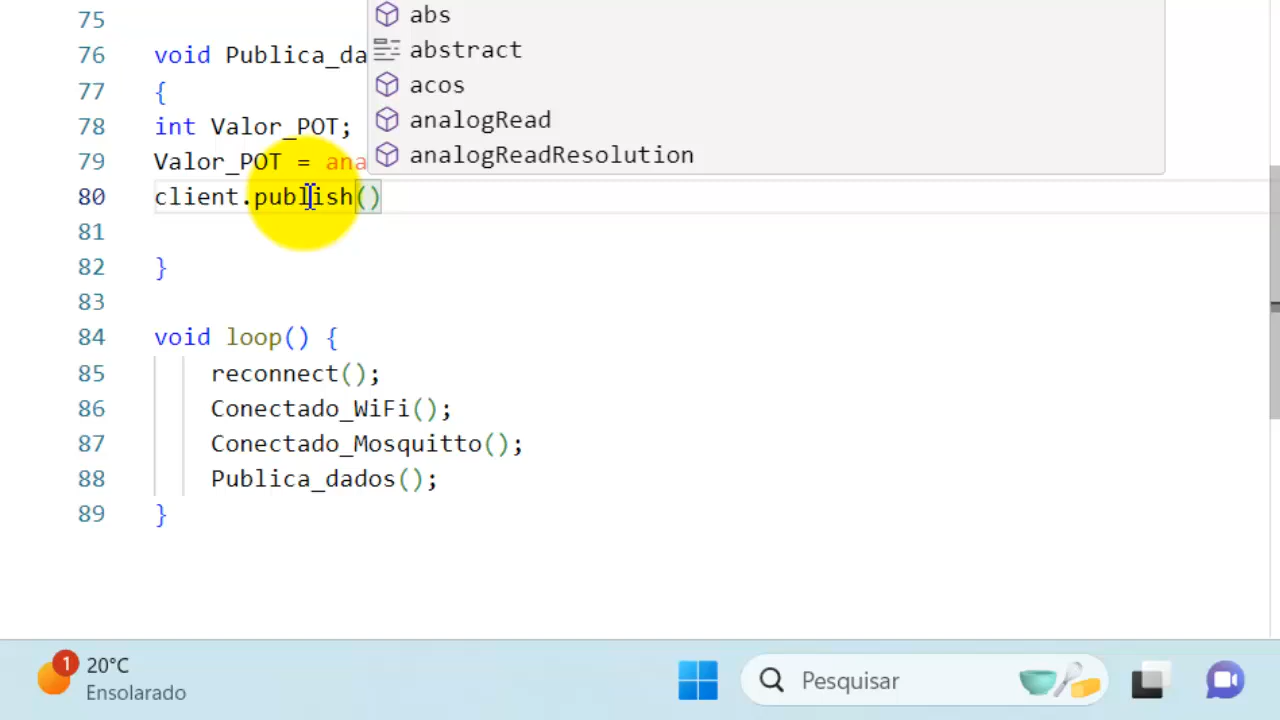 75
abs
76 void Publica_da
abstract
77 {
acos
78 int Valor_POT;
analogRead
79 Valor_POT = ana
analogReadResolution
80 client.publish()
81
82 }
83
84 void loop() {
85 reconnect();
86 Conectado_WiFi();
87 Conectado_Mosquitto();
88 Publica_dados();
89 }
1
20°C
Ensolarado
Pesquisar